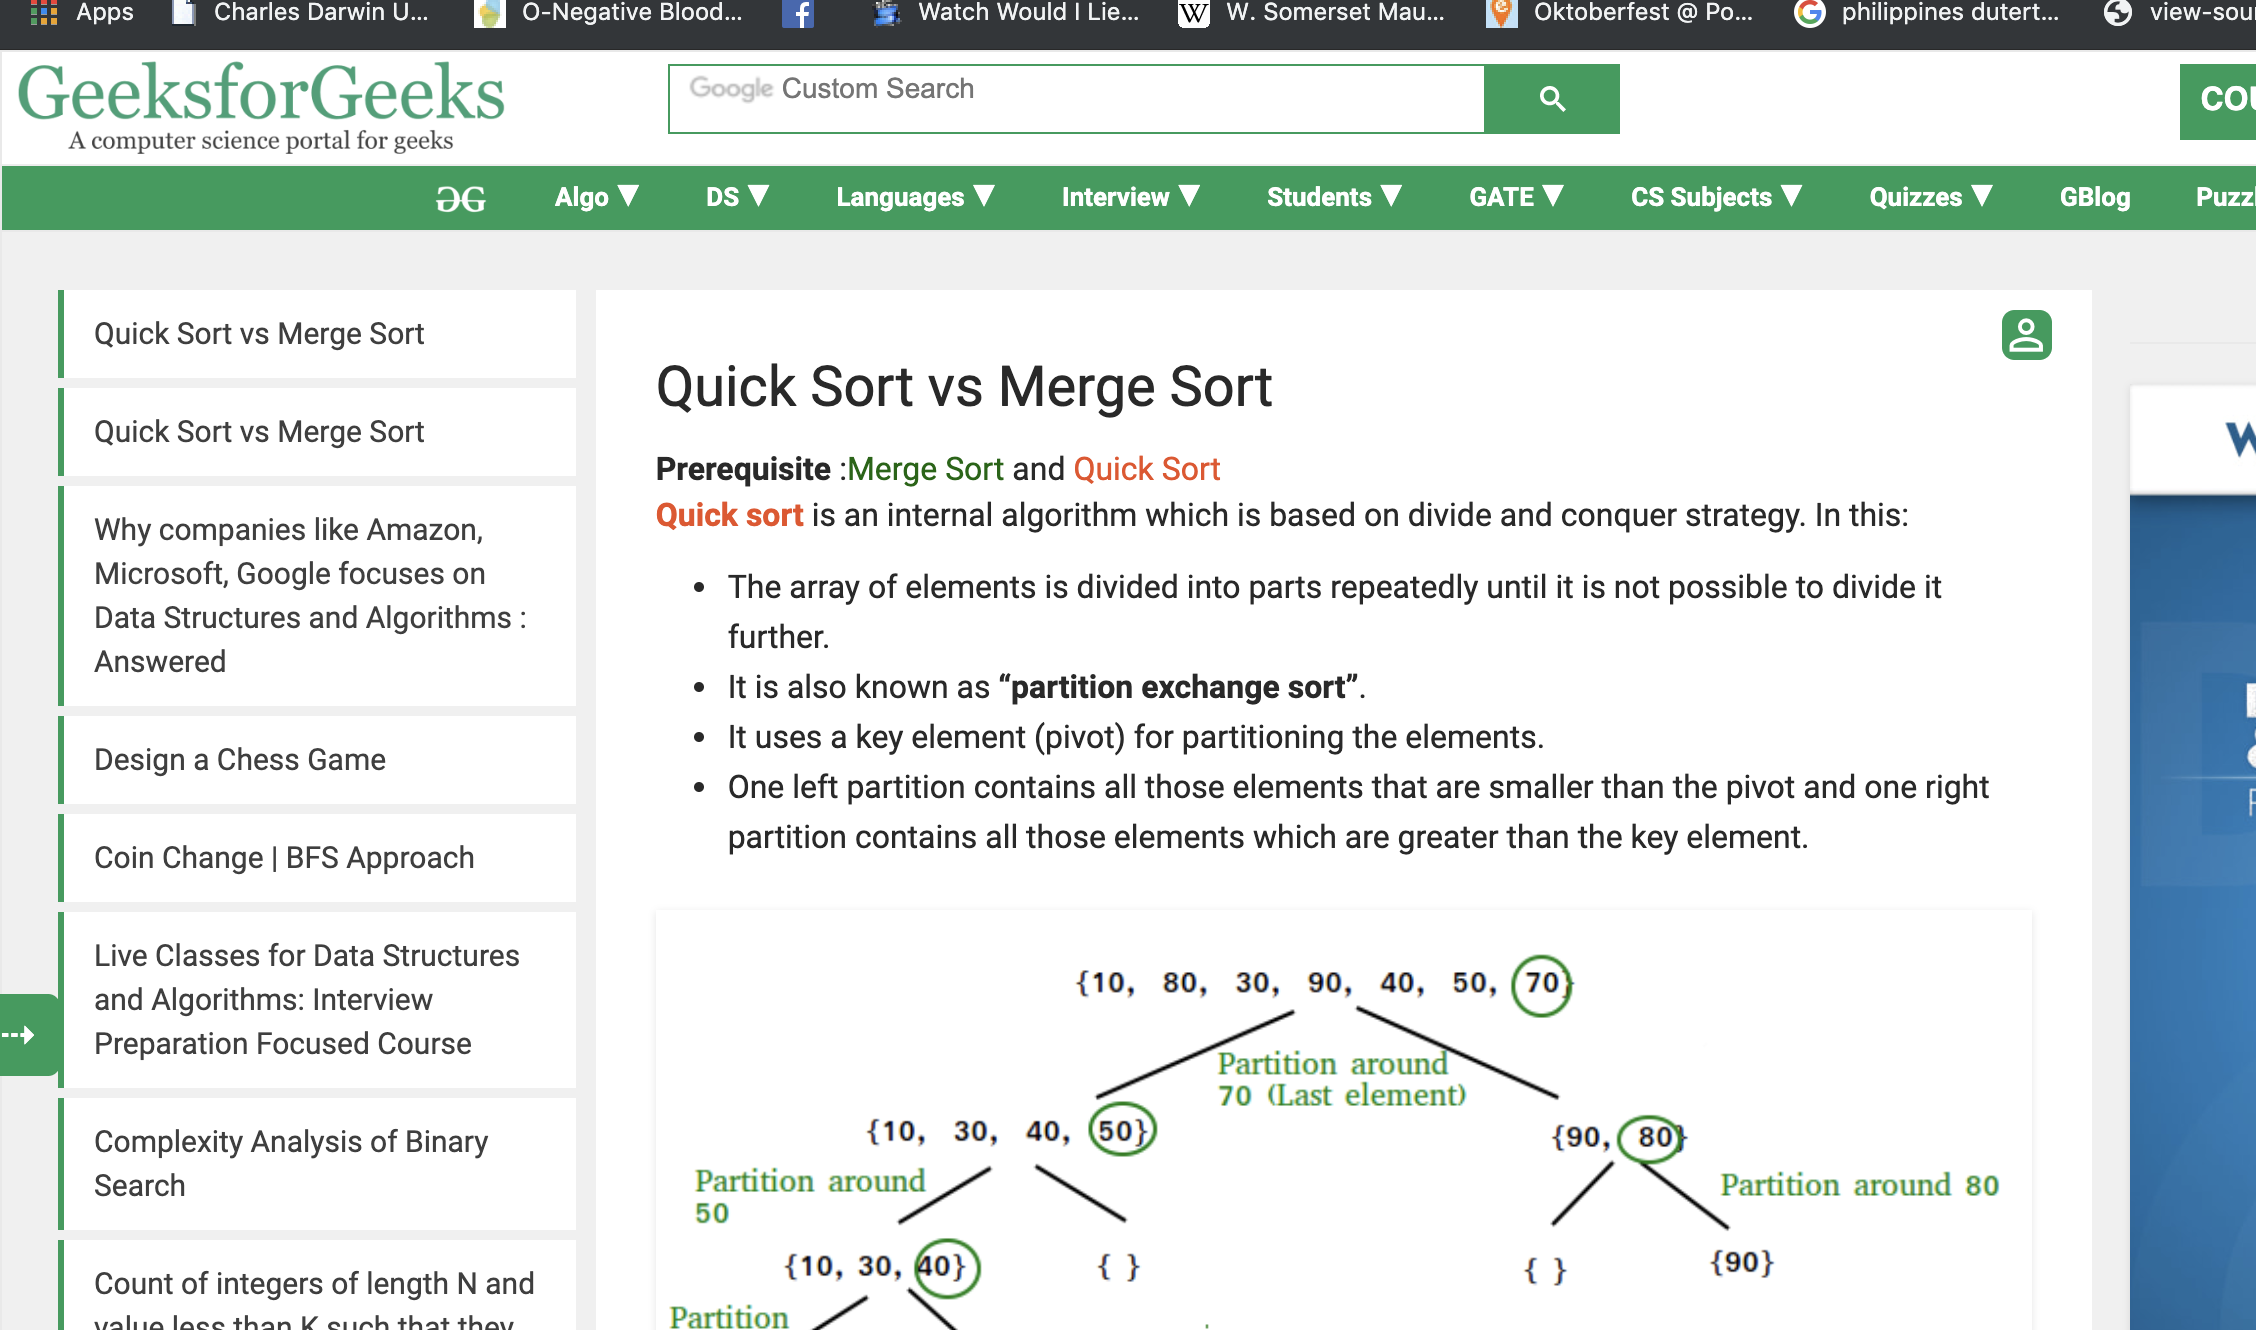 Apps
Charles Darwin U...
O-Negative Blood...
Watch Would I Lie...
W
W. Somerset Mau...
Oktoberfest @ Po...
philippines dutert...
GeeksforGeeks
A computer science portal for geeks
Google Custom Search
Algo ▼
DS ▼
Languages ▼
Interview ▼
Students ▼
GATE ▼
CS Subjects ▼
Quizzes ▼
GBlog
Quick Sort vs Merge Sort
Quick Sort vs Merge Sort
Why companies like Amazon,
Microsoft, Google focuses on
Data Structures and Algorithms :
Answered
Design a Chess Game
Coin Change | BFS Approach
Live Classes for Data Structures
and Algorithms: Interview
Preparation Focused Course
Complexity Analysis of Binary
Search
Count of integers of length N and
value less than K such that they
Quick Sort vs Merge Sort
Prerequisite :Merge Sort and Quick Sort
Quick sort is an internal algorithm which is based on divide and conquer strategy. In this:
• The array of elements is divided into parts repeatedly until it is not possible to divide it
further.
• It is also known as “partition exchange sort”.
• It uses a key element (pivot) for partitioning the elements.
• One left partition contains all those elements that are smaller than the pivot and one right
partition contains all those elements which are greater than the key element.
{10, 80, 30, 90, 40, 50, 70}
Partition around
70 (Last element)
{10, 30, 40, 50}
{90, 80}
Partition around
50
Partition around 80
{10, 30, 40}
{ }
{ }
{90}
Partition